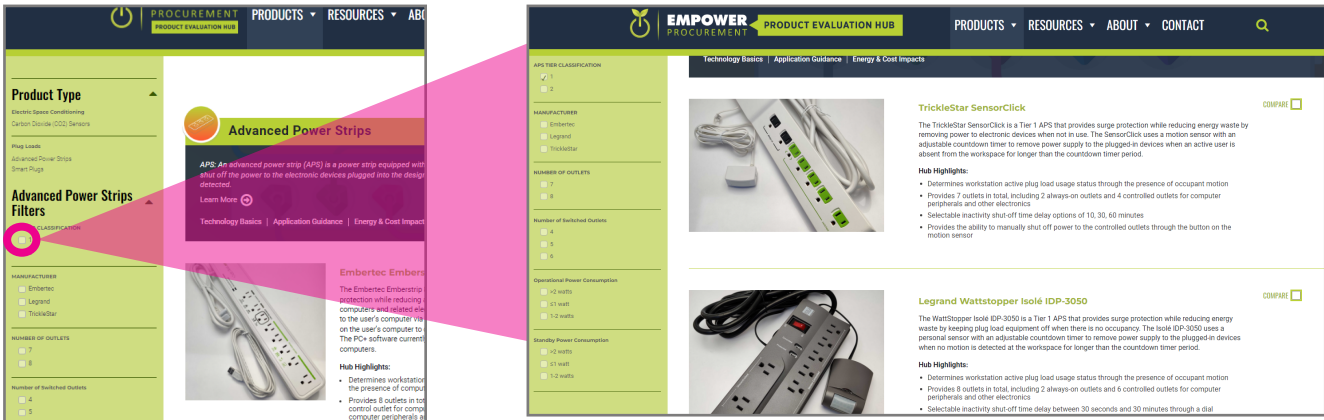 PROCUREMENT
PRODUCT EVALUATION HUB
PRODUCTS
RESOURCES
Product Type
Electric Space Conditioning
Carbon Dioxide (CO2) Sensors
Plug Loads
Advanced Power Strips
Smart Plugs
Advanced Power Strips
Filters
CLASSIFICATION
MANUFACTURER
Embertec
Legrand
TrickleStar
NUMBER OF OUTLETS
7
8
Number of Switched Outlets
4
5
Advanced Power Strips
APS: An advanced power strip (APS) is a power strip equipped with
shut off the power to the electronic devices plugged into the desig
detected.
Learn More
Technology Basics | Application Guidance | Energy & Cost Impact
Embertec Embers
The Embertec Emberstrip
protection while reducing
computers and related ele
to the user's computer via
on the user's computer to
The PC+ software currentl
computers.
Hub Highlights:
• Determines workstation
the presence of comput
• Provides 8 outlets in tot
control outlet for compu
computer peripherals a
EMPOWER
PROCUREMENT
PRODUCT EVALUATION HUB
PRODUCTS
RESOURCES
ABOUT
CONTACT
Technology Basics | Application Guidance | Energy & Cost Impacts
APS TIER CLASSIFICATION
1
2
MANUFACTURER
Embertec
Legrand
TrickleStar
NUMBER OF OUTLETS
7
8
Number of Switched Outlets
4
5
6
Operational Power Consumption
>2 watts
≤1 watt
1-2 watts
Standby Power Consumption
>2 watts
≤1 watt
1-2 watts
TrickleStar SensorClick
COMPARE
The TrickleStar SensorClick is a Tier 1 APS that provides surge protection while reducing energy waste by
removing power to electronic devices when not in use. The SensorClick uses a motion sensor with an
adjustable countdown timer to remove power supply to the plugged-in devices when an active user is
absent from the workspace for longer than the countdown timer period.
Hub Highlights:
• Determines workstation active plug load usage status through the presence of occupant motion
• Provides 7 outlets in total, including 2 always-on outlets and 4 controlled outlets for computer
peripherals and other electronics
• Selectable inactivity shut-off time delay options of 10, 30, 60 minutes
• Provides the ability to manually shut off power to the controlled outlets through the button on the
motion sensor
Legrand Wattstopper Isolé IDP-3050
COMPARE
The WattStopper Isolé IDP-3050 is a Tier 1 APS that provides surge protection while reducing energy
waste by keeping plug load equipment off when there is no occupancy. The Isolé IDP-3050 uses a
personal sensor with an adjustable countdown timer to remove power supply to the plugged-in devices
when no motion is detected at the workspace for longer than the countdown timer period.
Hub Highlights:
• Determines workstation active plug load usage status through the presence of occupant motion
• Provides 8 outlets in total, including 2 always-on outlets and 6 controlled outlets for computer
peripherals and other electronics
• Selectable inactivity shut-off time delay between 30 seconds and 30 minutes through a dial